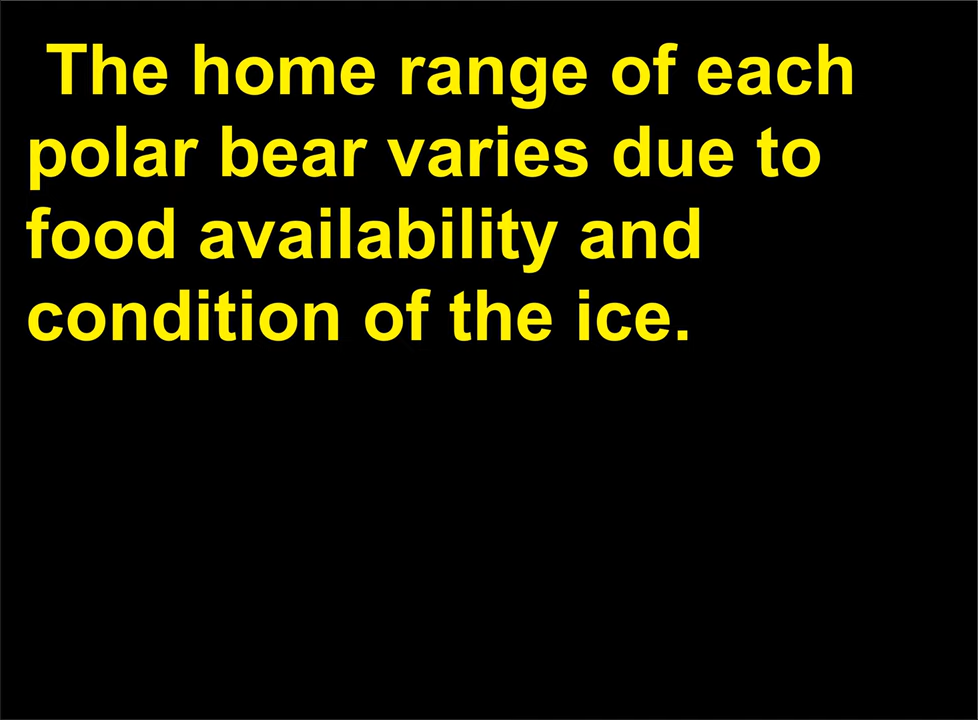 The home range of each
polar bear varies due to
food availability and
condition of the ice.